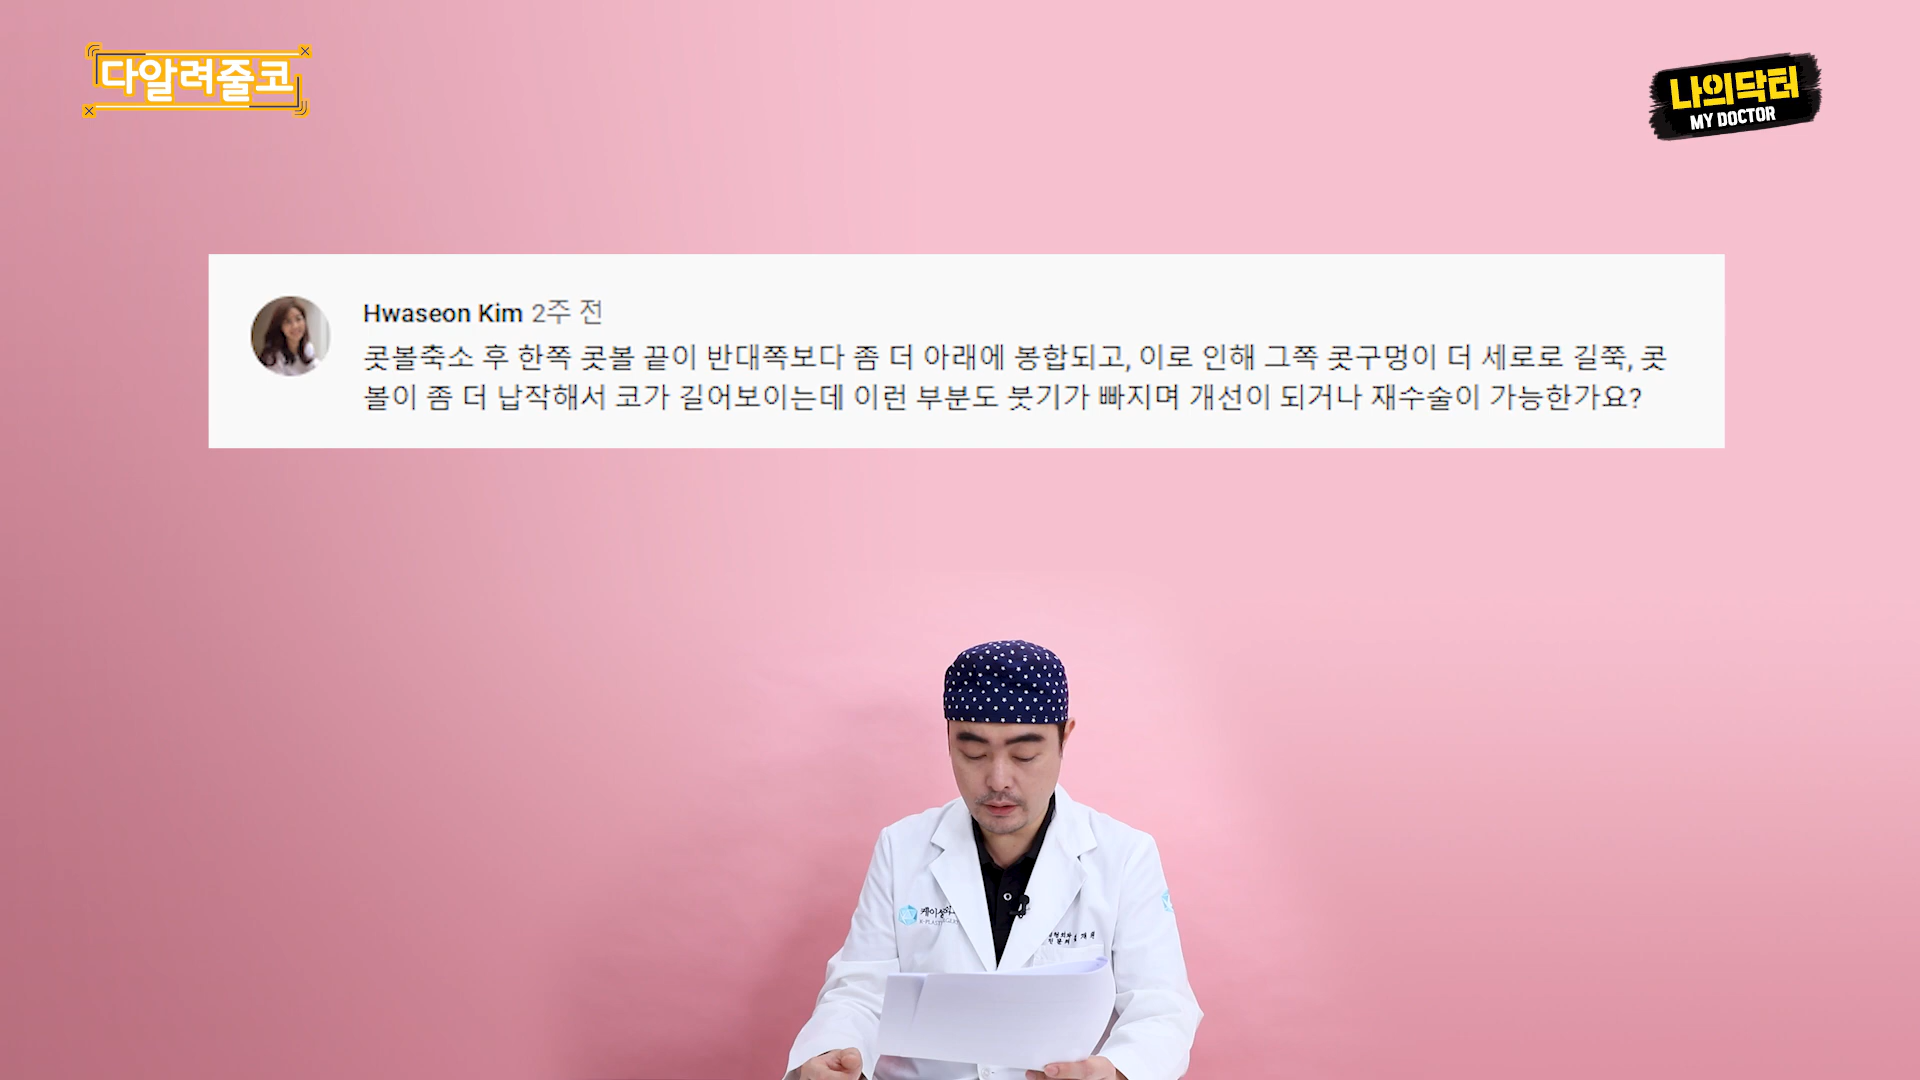 다알려줄코
나의닥터
MY DOCTOR
Hwaseon Kim 2주 전
콧볼축소 후 한쪽 콧볼 끝이 반대쪽보다 좀 더 아래에 봉합되고, 이로 인해 그쪽 콧구멍이 더 세로로 길쭉, 콧
볼이 좀 더 납작해서 코가 길어보이는데 이런 부분도 붓기가 빠지며 개선이 되거나 재수술이 가능한가요?